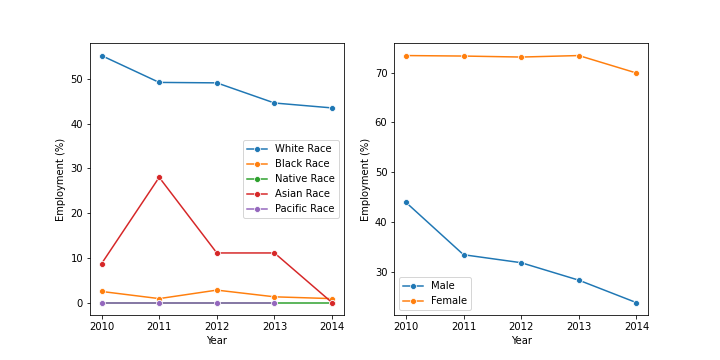 50
40
30
20
10
0
Employment (%)
White Race
Black Race
Native Race
Asian Race
Pacific Race
2010 2011 2012 2013 2014
Year
70
60
50
40
30
Employment (%)
Male
Female
2010 2011 2012 2013 2014
Year